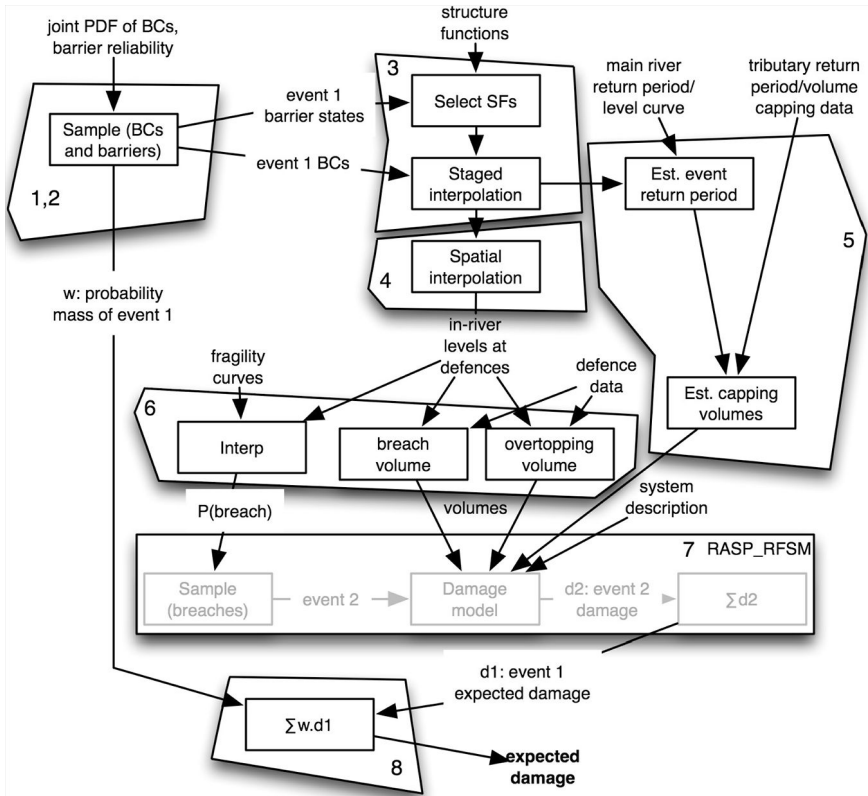 joint PDF of BCs,
barrier reliability
structure
functions
main river
return period/
level curve
tributary return
period/volume
capping data
3
Select SFs
event 1
barrier states
Sample (BCs
and barriers)
event 1 BCs
1,2
Staged
interpolation
Est. event
return period
5
4
Spatial
interpolation
w: probability
mass of event 1
in-river
levels at
defences
fragility
curves
defence
data
Est. capping
volumes
6
Interp
breach
volume
overtopping
volume
P(breach)
volumes
system
description
7 RASP_RFSM
Sample
(breaches)
event 2
Damage
model
d2: event 2
damage
∑d2
d1: event 1
expected damage
∑w.d1
8
expected
damage